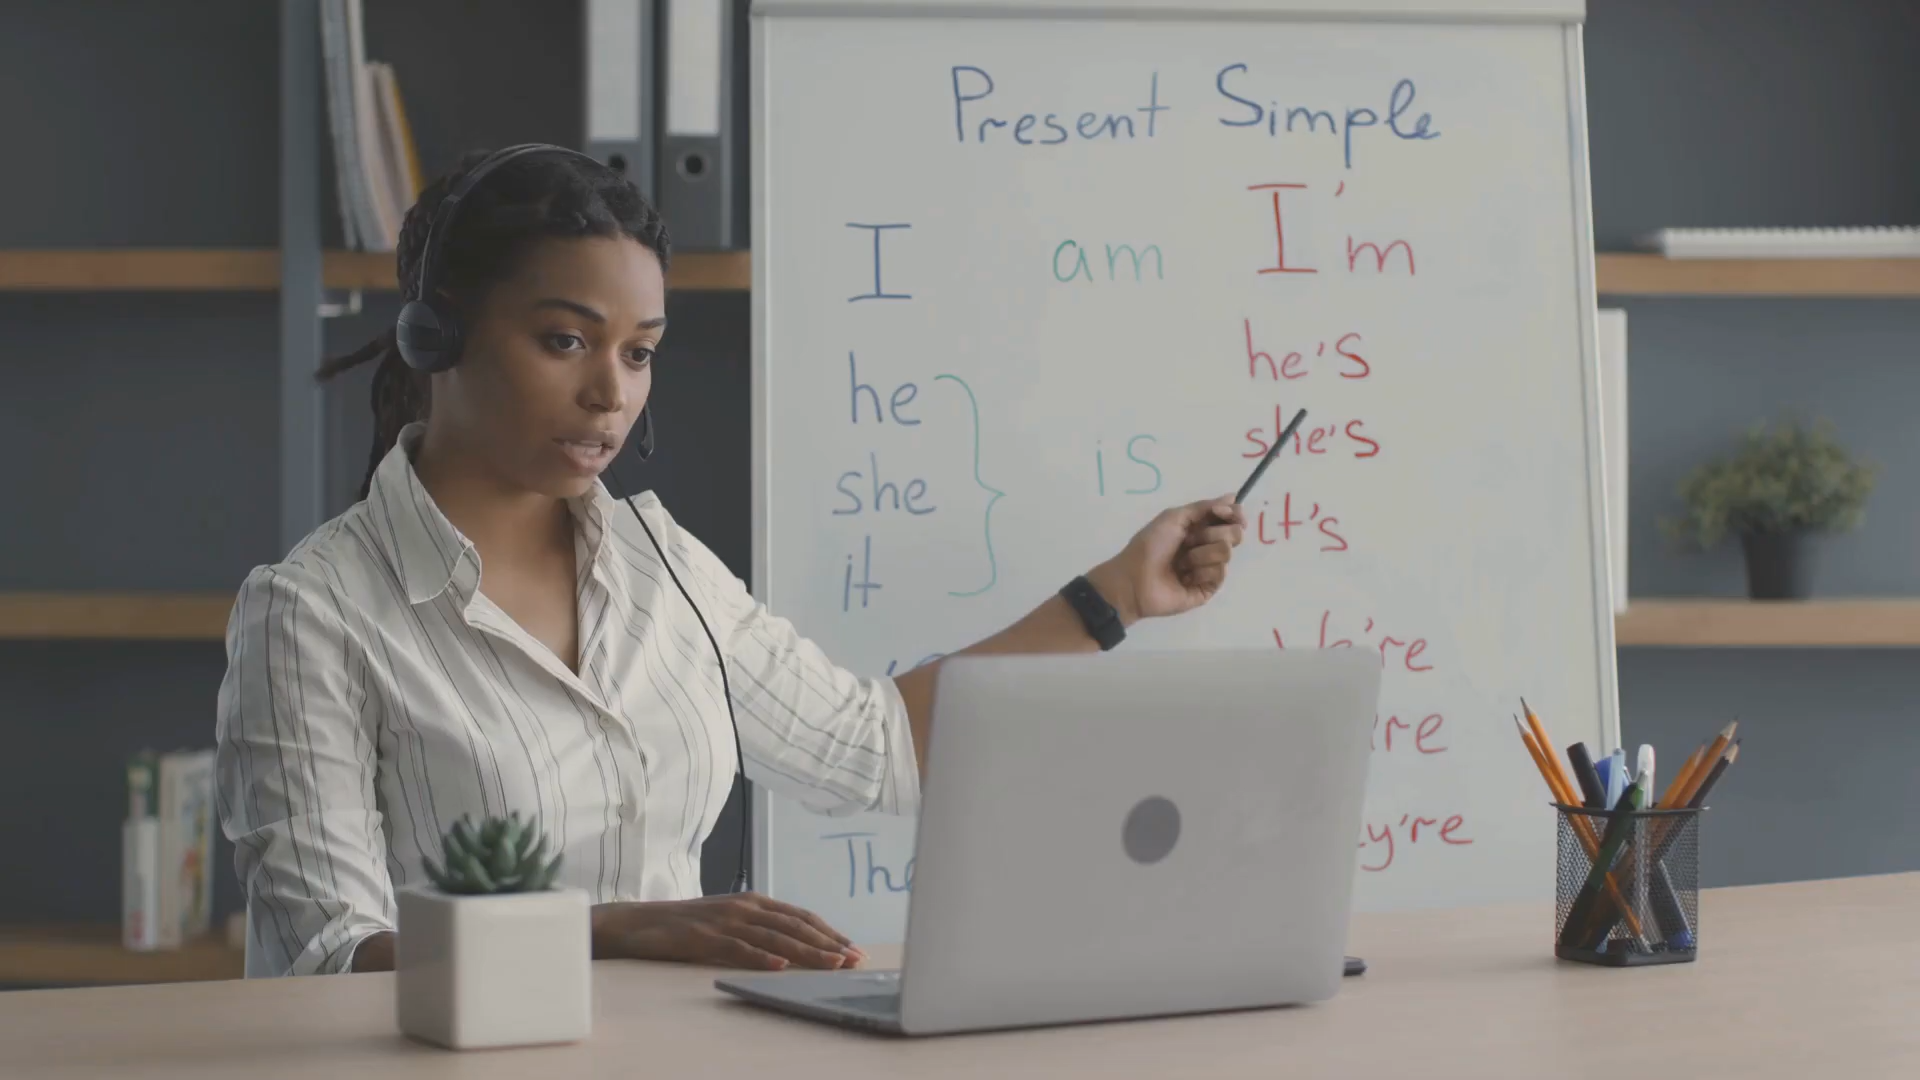 Present Simple
I am I'm
he he's
she is she's
it it's